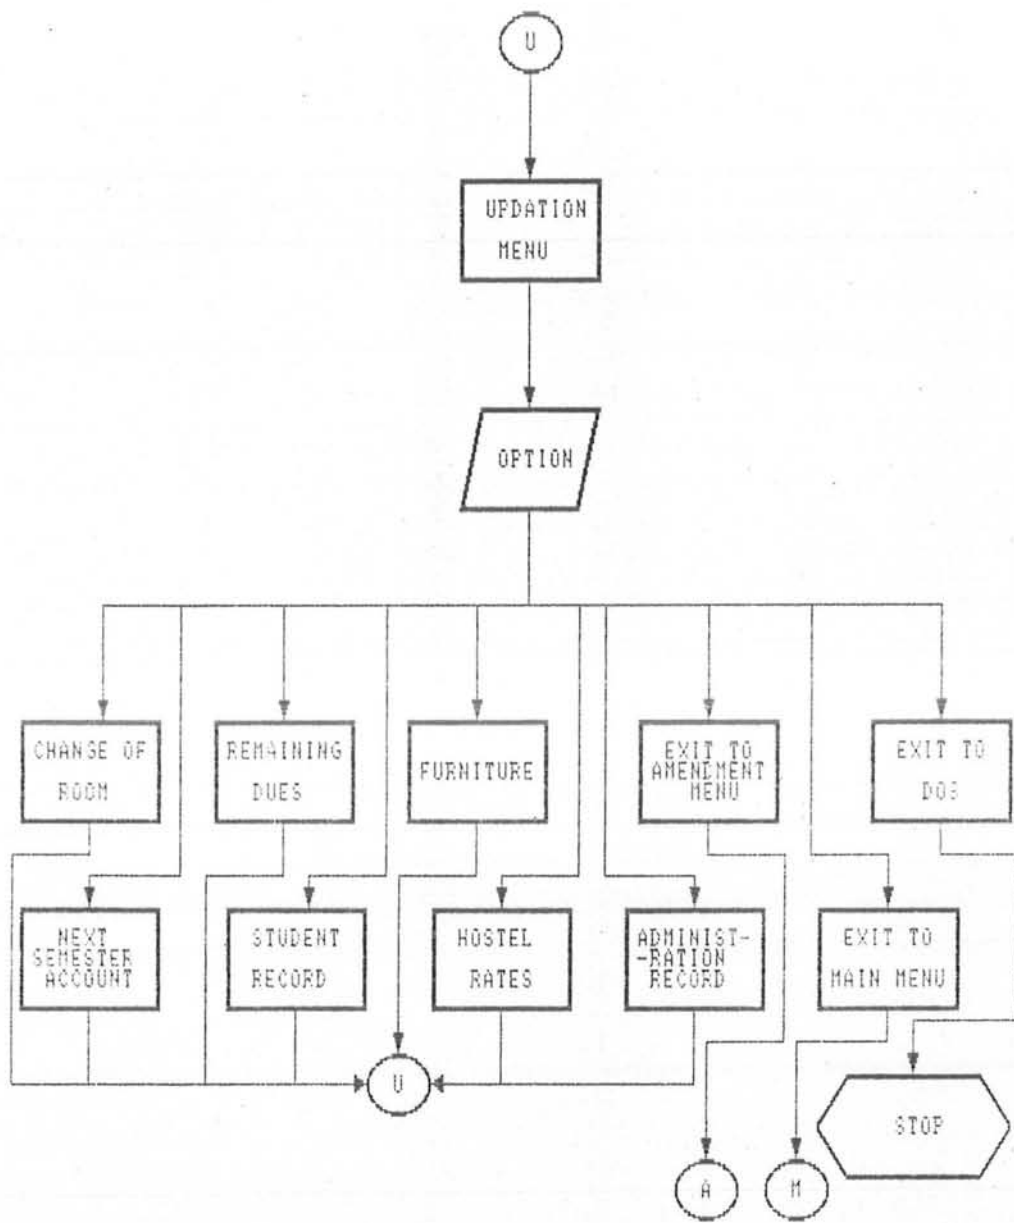 U
UPDATION
MENU
OPTION
CHANGE OF
ROOM
REMAINING
DUES
FURNITURE
EXIT TO
AMENDMENT
MENU
EXIT TO
DOS
NEXT
SEMESTER
ACCOUNT
STUDENT
RECORD
HOSTEL
RATES
ADMINIST-
-RATION
RECORD
EXIT TO
MAIN MENU
U
STOP
A
M